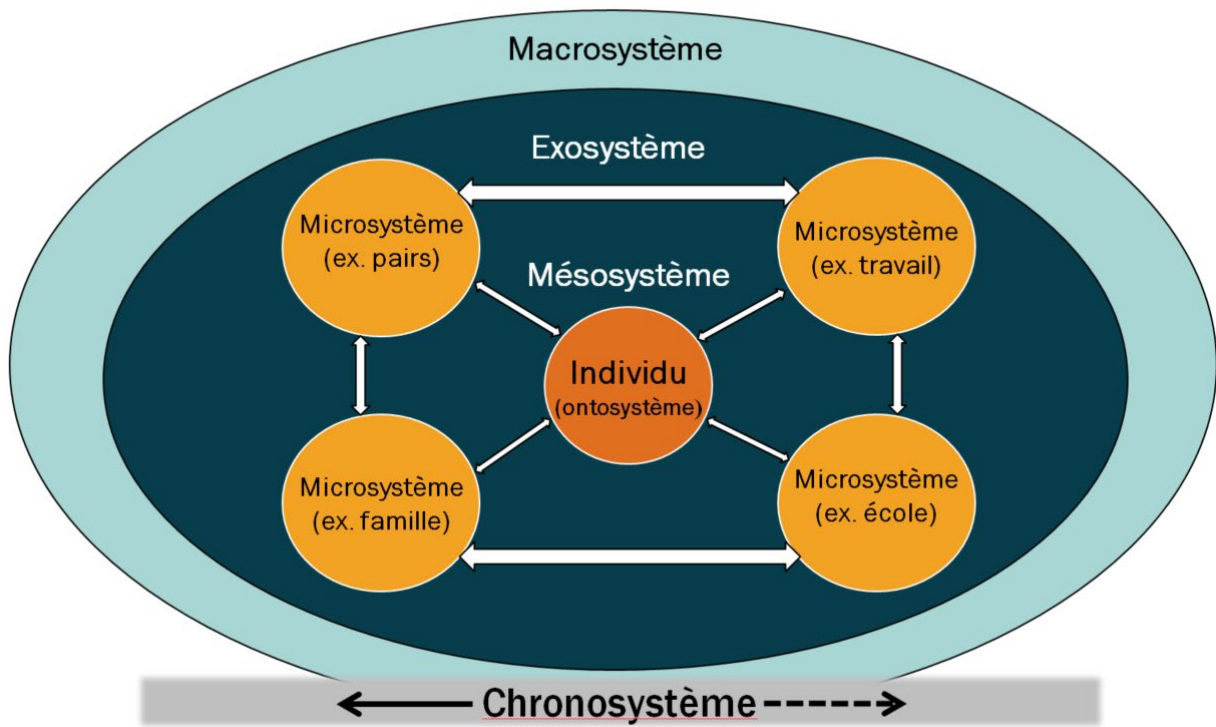 Macrosystème
Exosystème
Microsystème
(ex. pairs)
Microsystème
(ex. travail)
Mésosystème
Individu
(ontosystème)
Microsystème
(ex. famille)
Microsystème
(ex. école)
Chronosystème